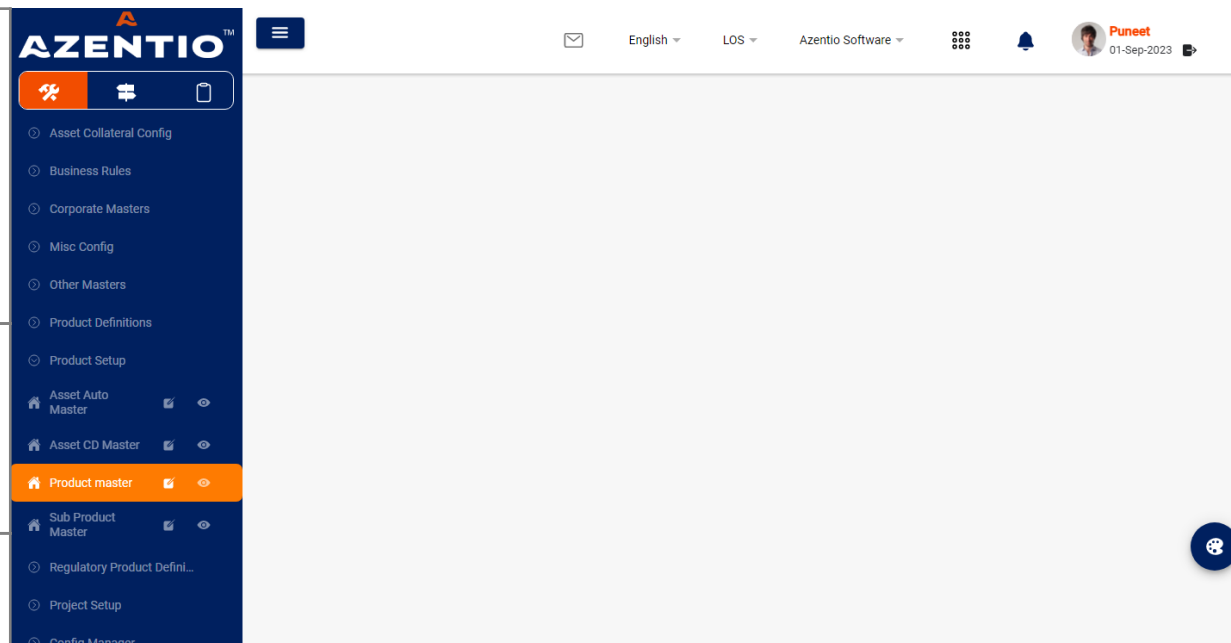 AZENTIO™
English
LOS
Azentio Software
Puneet
01-Sep-2023
Asset Collateral Config
Business Rules
Corporate Masters
Misc Config
Other Masters
Product Definitions
Product Setup
Asset Auto
Master
Asset CD Master
Product master
Sub Product
Master
Regulatory Product Defini...
Project Setup
Config Manager